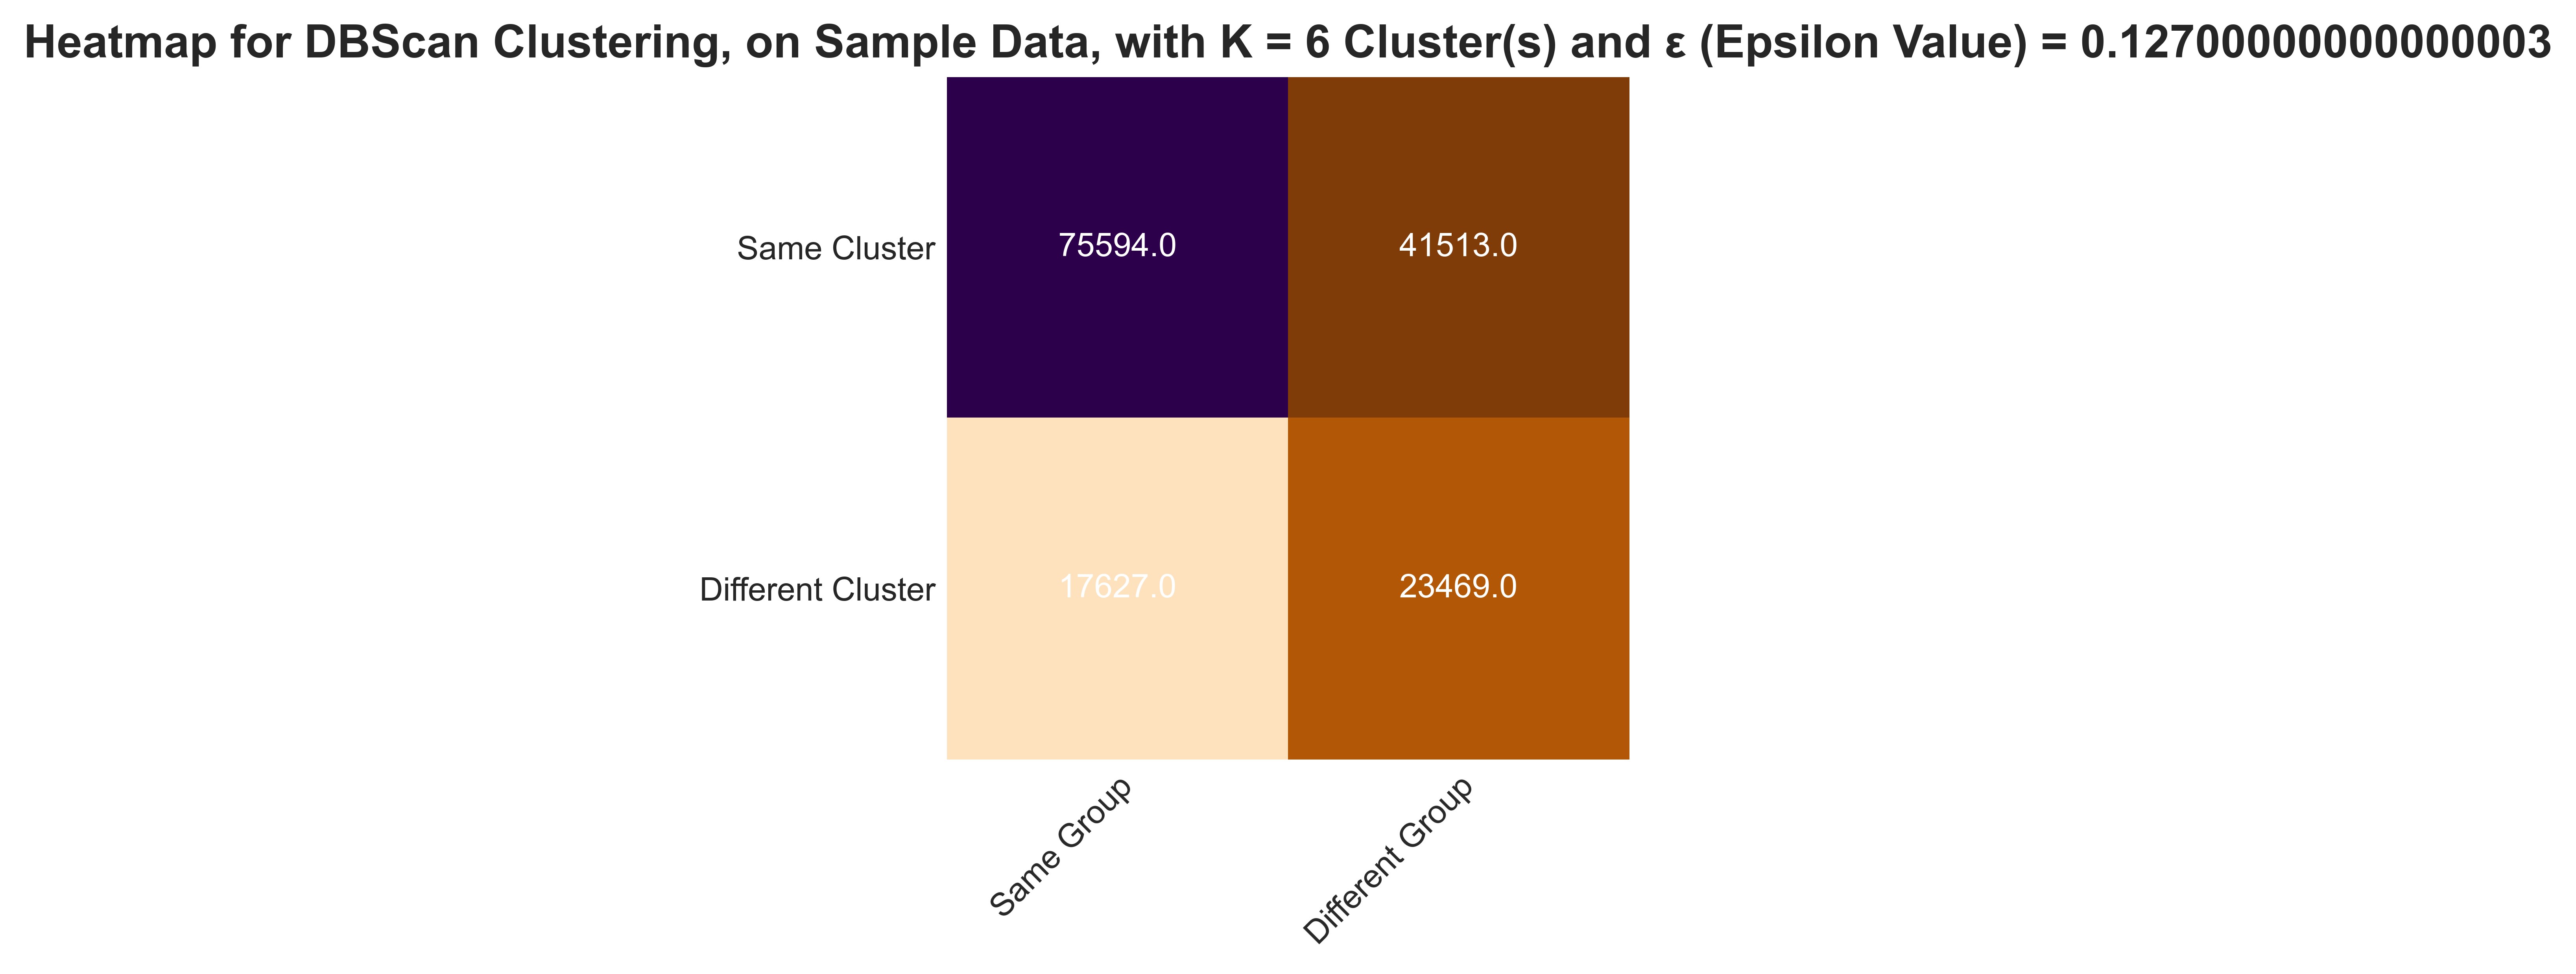 Heatmap for DBScan Clustering, on Sample Data, with K = 6 Cluster(s) and ε (Epsilon Value) = 0.12700000000000003
Same Cluster
75594.0
41513.0
Different Cluster
17627.0
23469.0
Same Group
Different Group